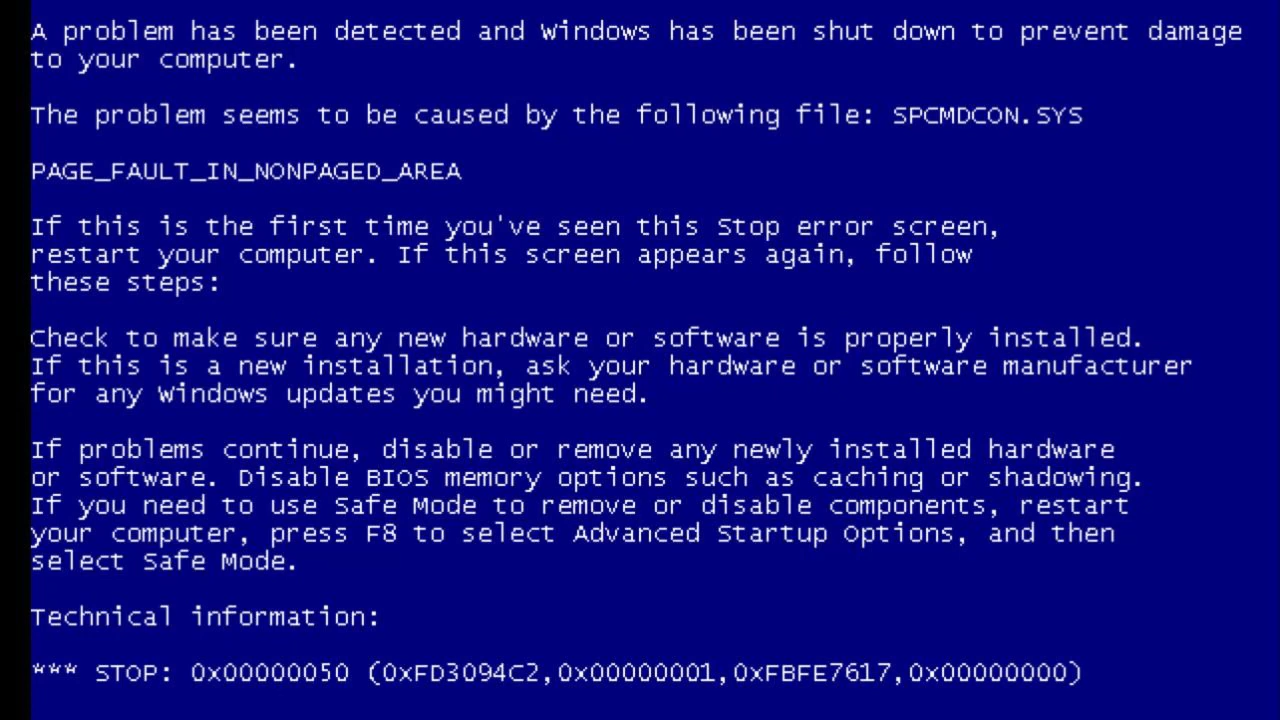 A problem has been detected and Windows has been shut down to prevent damage
to your computer.
The problem seems to be caused by the following file: SPCMDCON.SYS
PAGE_FAULT_IN_NONPAGED_AREA
If this is the first time you've seen this Stop error screen,
restart your computer. If this screen appears again, follow
these steps:
Check to make sure any new hardware or software is properly installed.
If this is a new installation, ask your hardware or software manufacturer
for any Windows updates you might need.
If problems continue, disable or remove any newly installed hardware
or software. Disable BIOS memory options such as caching or shadowing.
If you need to use Safe Mode to remove or disable components, restart
your computer, press F8 to select Advanced Startup Options, and then
select Safe Mode.
Technical information:
*** STOP: 0x00000050 (0xFD3094C2,0x00000001,0xFBFE7617,0x00000000)